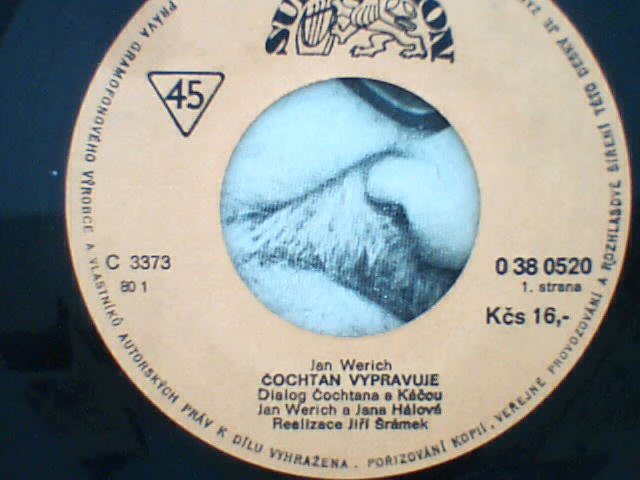 SU ON
45
C 3373
80 1
0 38 0520
1. strana
Kčs 16,-
Jan Werich
ČOCHTAN VYPRAVUJE
Dialog Čochtana a Káčou
Jan Werich a Jana Hálová
Realizace Jiří Šrámek
PRÁVA GRAMOFONOVÉHO VÝROBCE A VLASTNÍKŮ AUTORSKÝCH PRÁV K DÍLU VYHRAŽENA. POŘIZOVÁNÍ KOPIÍ, VEŘEJNÉ PROVOZOVÁNÍ A ROZHLASOVÉ ŠÍŘENÍ TÉTO DESKY JE